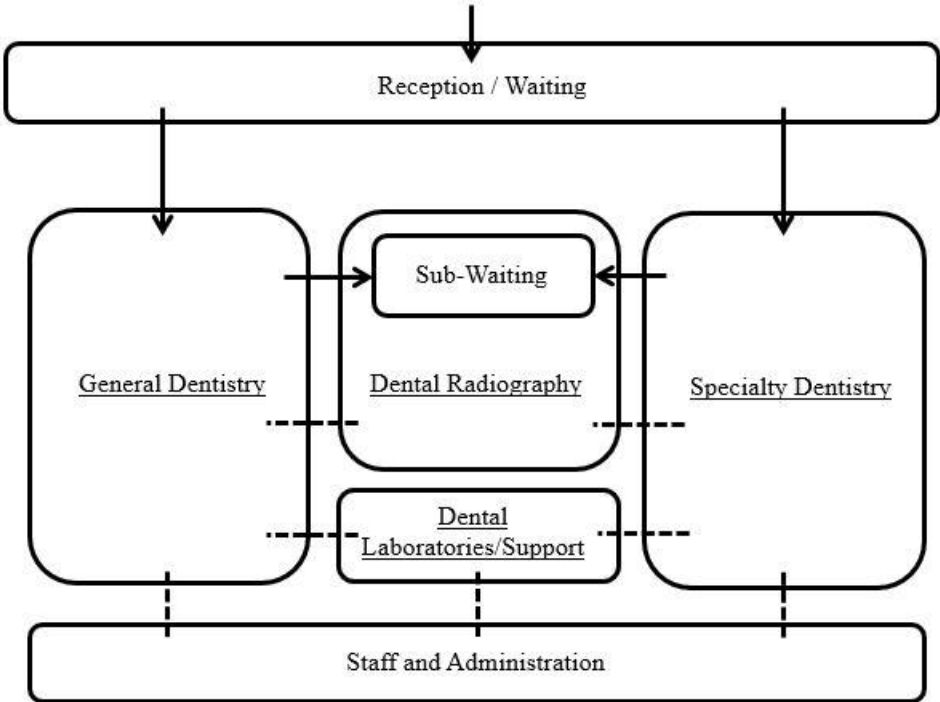 Reception / Waiting
Sub-Waiting
General Dentistry
Dental Radiography
Specialty Dentistry
Dental
Laboratories/Support
Staff and Administration